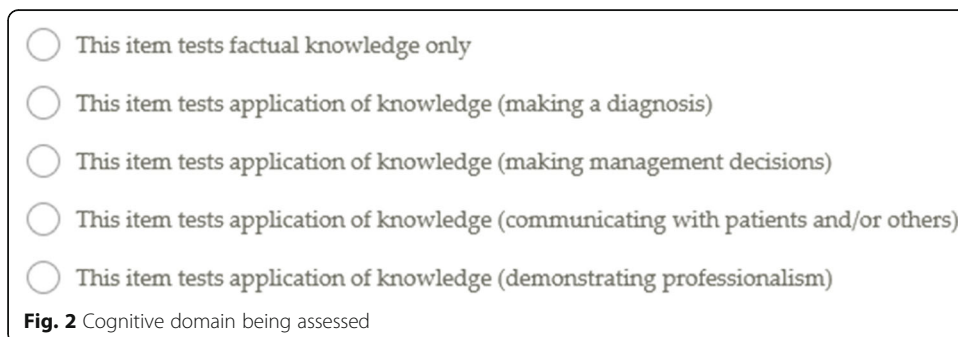 This item tests factual knowledge only
This item tests application of knowledge (making a diagnosis)
This item tests application of knowledge (making management decisions)
This item tests application of knowledge (communicating with patients and/or others)
This item tests application of knowledge (demonstrating professionalism)
Fig. 2 Cognitive domain being assessed